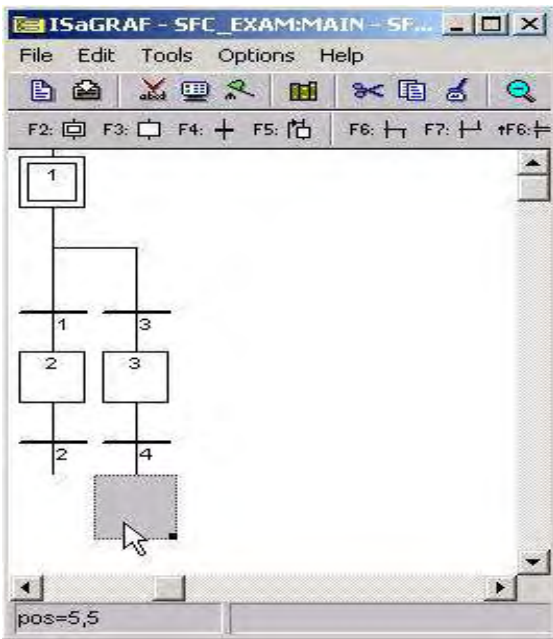 ISaGRAF - SFC_EXAM:MAIN - SF...
File Edit Tools Options Help
F2: F3: F4: F5: F6: F7: ↑F6:
1
1 3
2 3
2 4
pos=5,5